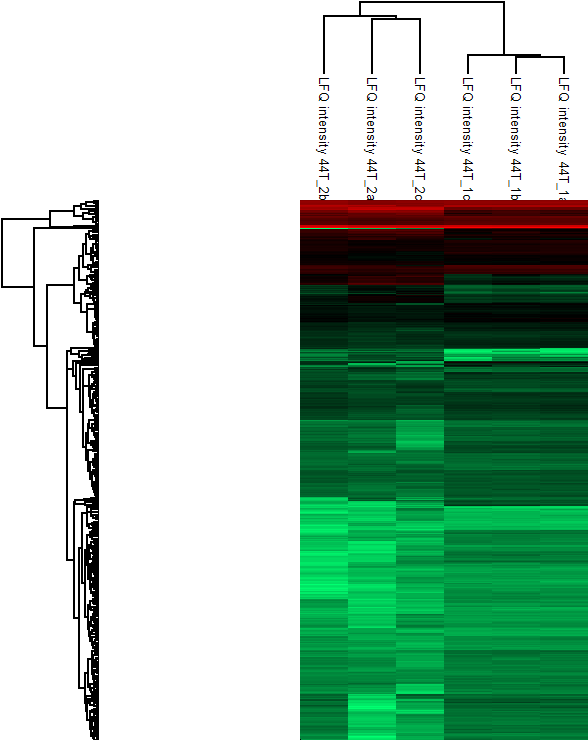 LFQ intensity 44T_2b
LFQ intensity 44T_2a
LFQ intensity 44T_2c
LFQ intensity 44T_1c
LFQ intensity 44T_1b
LFQ intensity 44T_1a